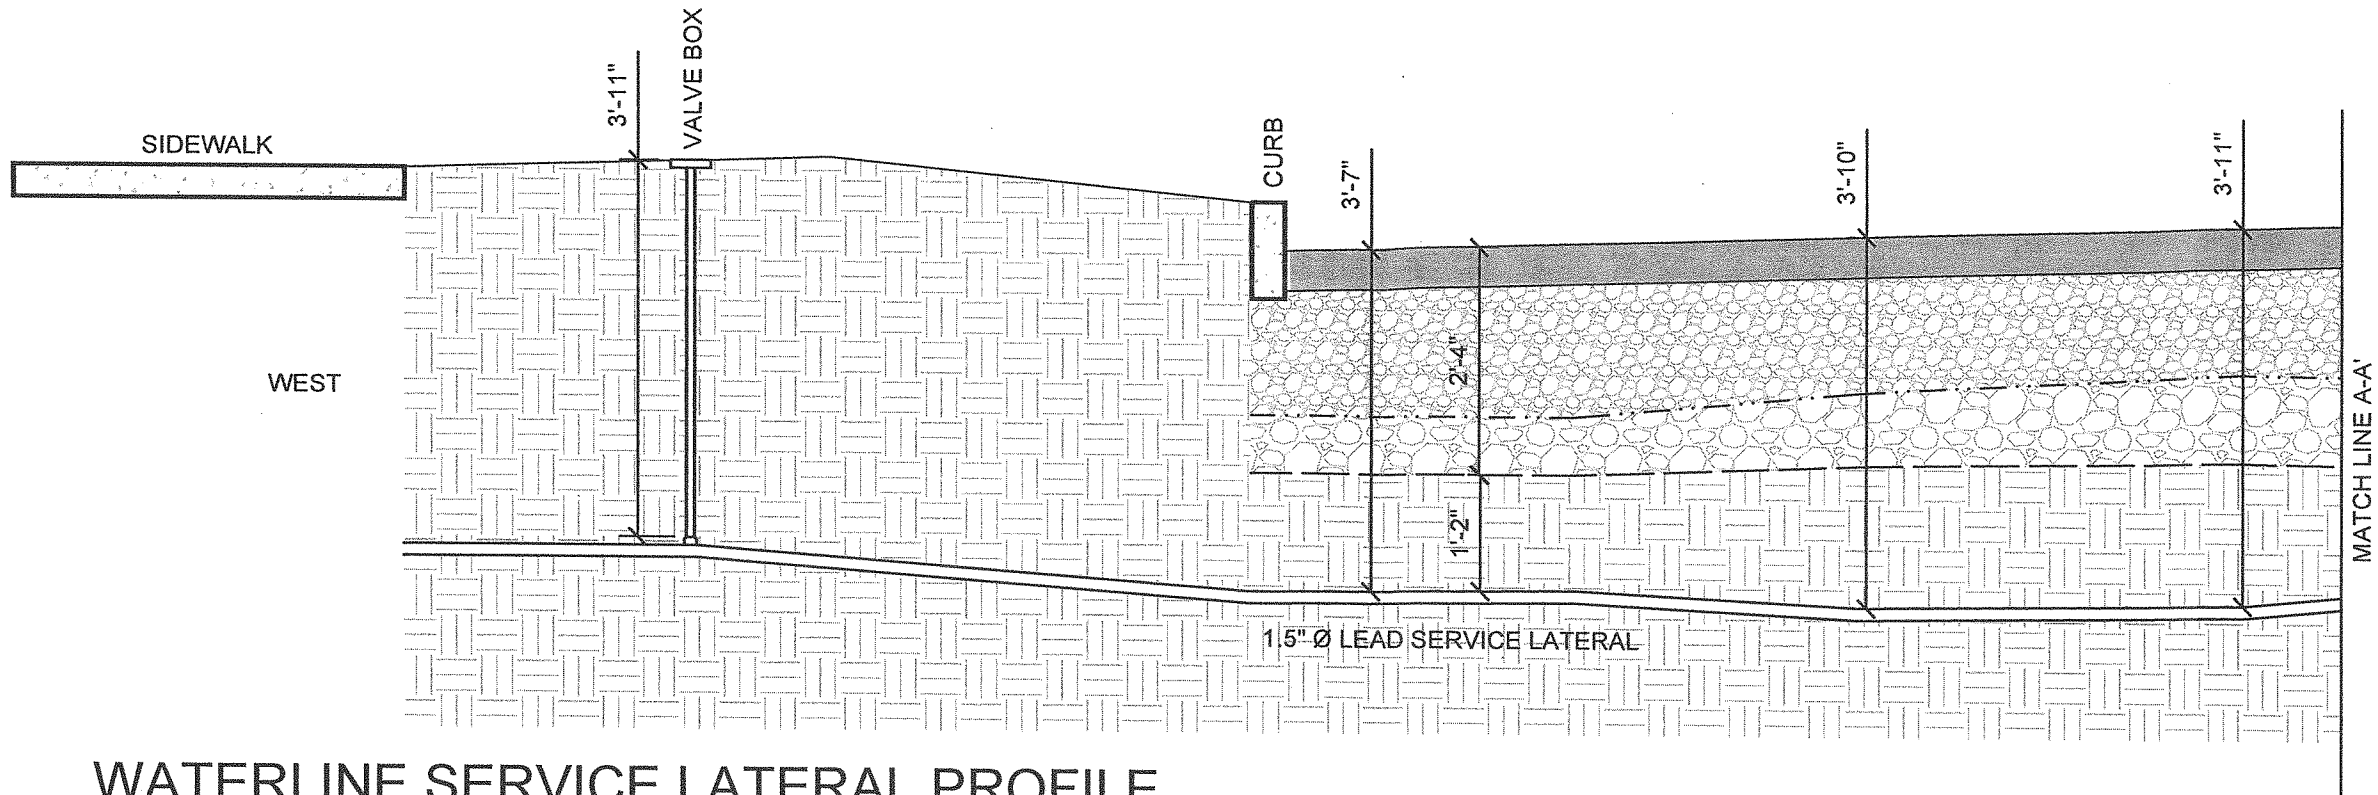 VALVE BOX
3'-11"
SIDEWALK
CURB
3'-7"
3'-10"
3'-11"
WEST
2'-4"
1'-2"
MATCH LINE A-A'
1.5" Ø LEAD SERVICE LATERAL
WATERLINE SERVICE LATERAL PROFILE